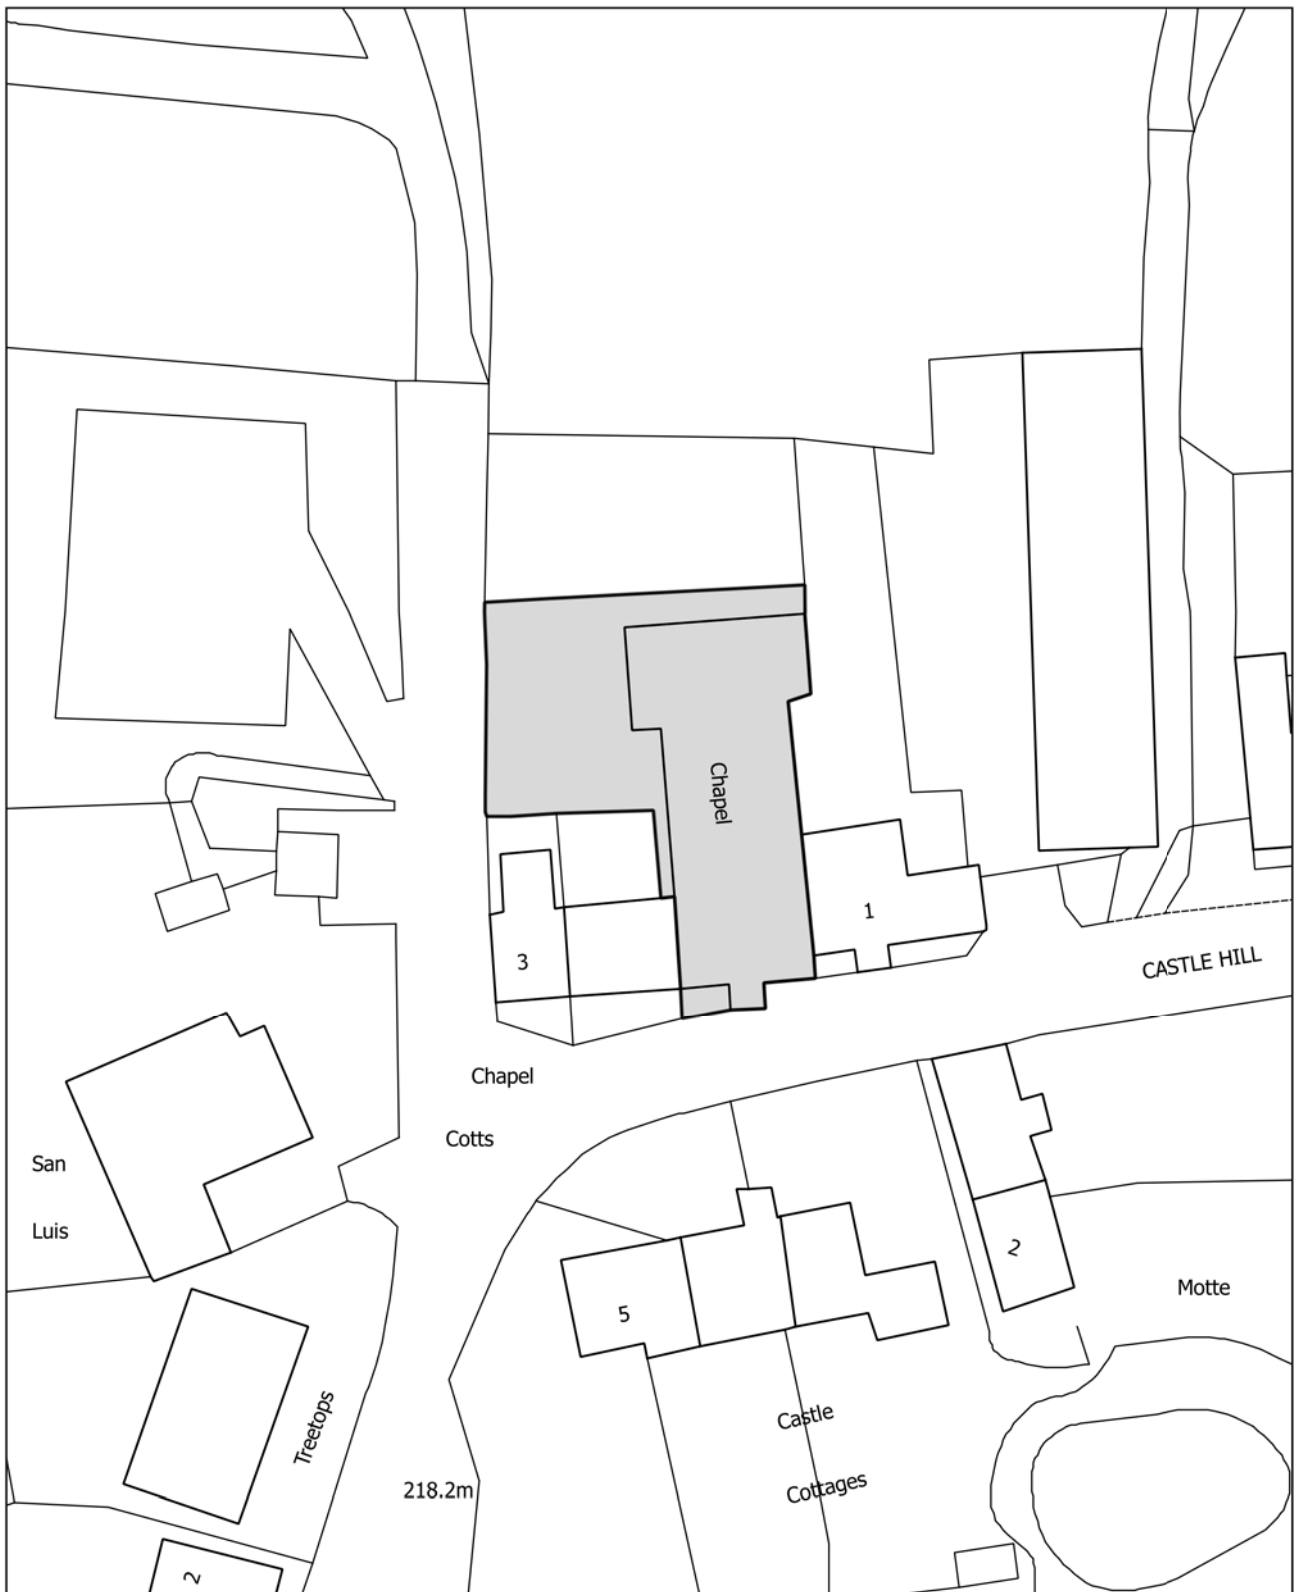 Chapel
1
3
CASTLE HILL
Chapel
Cotts
San
Luis
2
Motte
5
Treetops
Castle
Cottages
218.2m
2